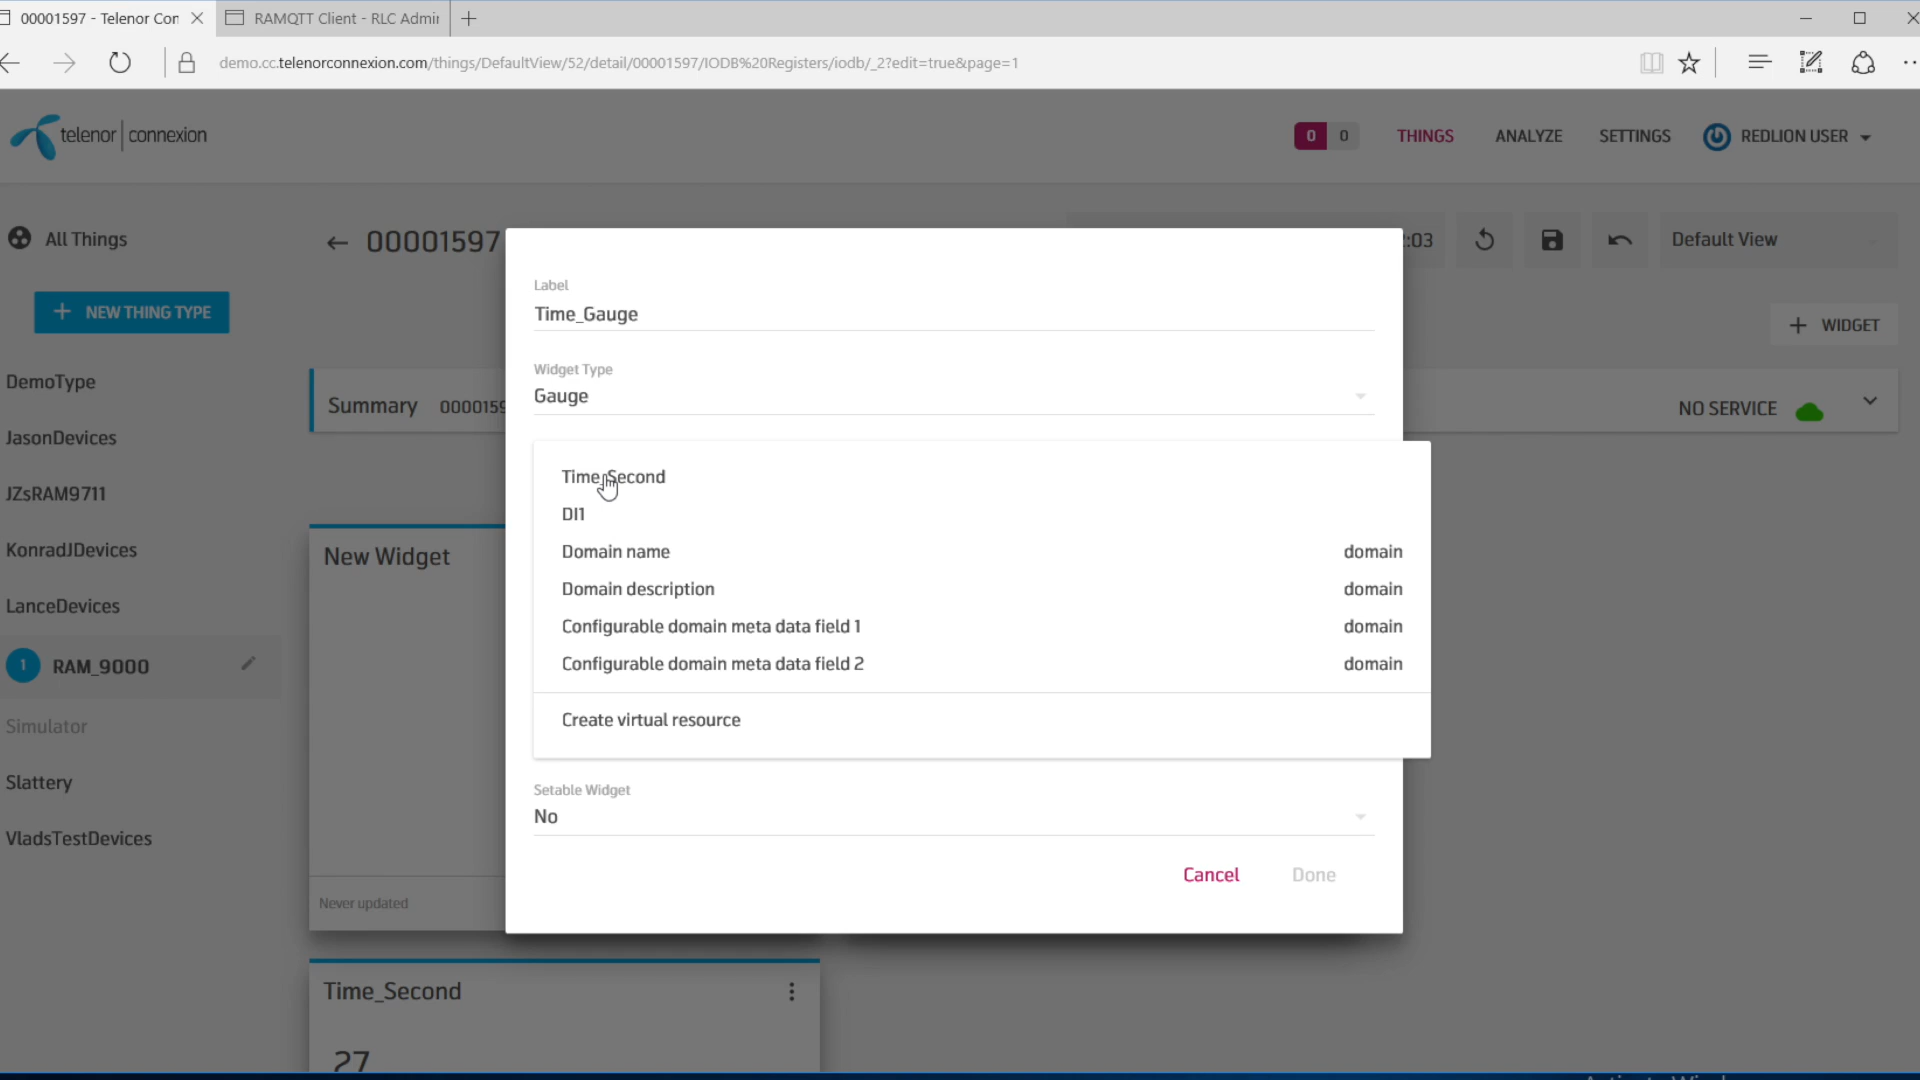 00001597 - Telenor Con
RAMQTT Client - RLC Admin
demo.cc.telenorconnexion.com/things/DefaultView/52/detail/00001597/IODB%20Registers/iodb/_2?edit=true&page=1
telenor | connexion
0 0 THINGS ANALYZE SETTINGS REDLION USER
All Things
00001597
:03
Default View
+ NEW THING TYPE
+ WIDGET
Label
Time_Gauge
Widget Type
Gauge
DemoType
JasonDevices
JZsRAM9711
KonradJDevices
LanceDevices
1 RAM_9000
Simulator
Slattery
VladsTestDevices
Summary 0000159
NO SERVICE
New Widget
Never updated
Time_Second
DI1
Domain name domain
Domain description domain
Configurable domain meta data field 1 domain
Configurable domain meta data field 2 domain
Create virtual resource
Setable Widget
No
Cancel Done
Time_Second
27